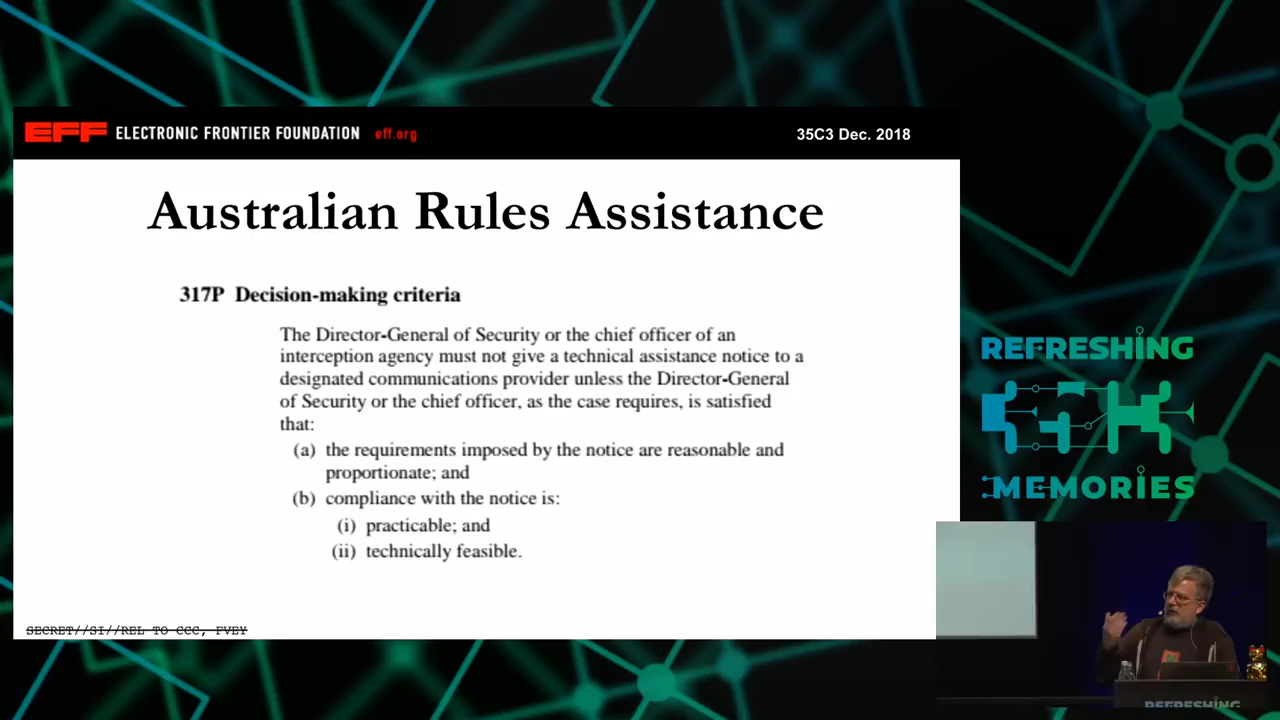 EFF ELECTRONIC FRONTIER FOUNDATION eff.org
35C3 Dec. 2018
Australian Rules Assistance
317P Decision-making criteria
The Director-General of Security or the chief officer of an
interception agency must not give a technical assistance notice to a
designated communications provider unless the Director-General
of Security or the chief officer, as the case requires, is satisfied
that:
(a) the requirements imposed by the notice are reasonable and
proportionate; and
(b) compliance with the notice is:
(i) practicable; and
(ii) technically feasible.
SECRET//SI//REL TO CCC, FVEY
REFRESHING
35C3
MEMORIES
REFRESHING